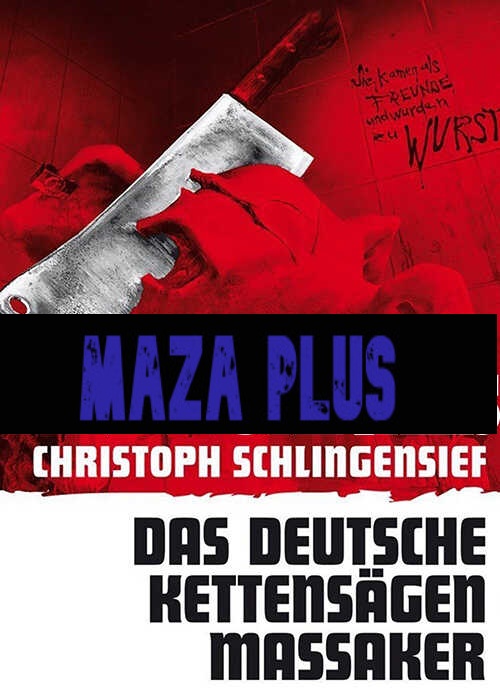 Sie kamen als
FREUNDE
und wurden
zu WURST
MAZA PLUS
CHRISTOPH SCHLINGENSIEF
DAS DEUTSCHE
KETTENSÄGEN
MASSAKER